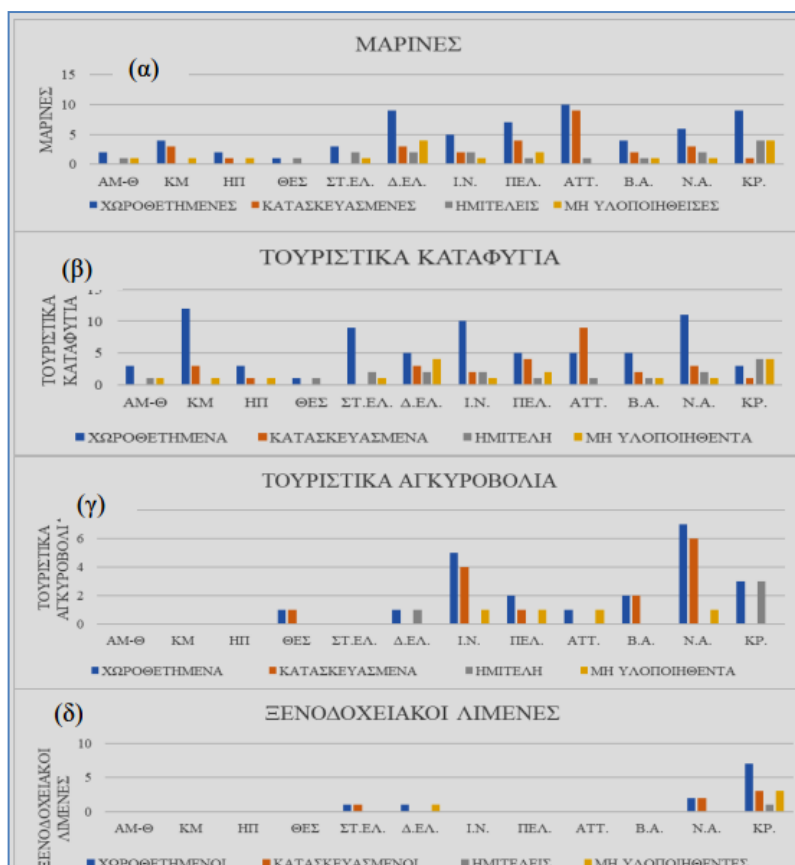 ΜΑΡΙΝΕΣ
(α)
ΜΑΡΙΝΕΣ
15
10
5
0
ΑΜ-Θ ΚΜ ΗΠ ΘΕΣ ΣΤ.ΕΛ. Δ.ΕΛ. Ι.Ν. ΠΕΛ. ΑΤΤ. Β.Α. Ν.Α. ΚΡ.
ΧΩΡΟΘΕΤΗΜΕΝΕΣ ΚΑΤΑΣΚΕΥΑΣΜΕΝΕΣ ΗΜΙΤΕΛΕΙΣ ΜΗ ΥΛΟΠΟΙΗΘΕΙΣΕΣ
ΤΟΥΡΙΣΤΙΚΑ ΚΑΤΑΦΥΓΙΑ
(β)
ΤΟΥΡΙΣΤΙΚΑ
ΚΑΤΑΦΥΓΙΑ
10
5
0
ΑΜ-Θ ΚΜ ΗΠ ΘΕΣ ΣΤ.ΕΛ. Δ.ΕΛ. Ι.Ν. ΠΕΛ. ΑΤΤ. Β.Α. Ν.Α. ΚΡ.
ΧΩΡΟΘΕΤΗΜΕΝΑ ΚΑΤΑΣΚΕΥΑΣΜΕΝΑ ΗΜΙΤΕΛΗ ΜΗ ΥΛΟΠΟΙΗΘΕΝΤΑ
ΤΟΥΡΙΣΤΙΚΑ ΑΓΚΥΡΟΒΟΛΙΑ
(γ)
ΤΟΥΡΙΣΤΙΚΑ
ΑΓΚΥΡΟΒΟΛΙ
6
4
2
0
ΑΜ-Θ ΚΜ ΗΠ ΘΕΣ ΣΤ.ΕΛ. Δ.ΕΛ. Ι.Ν. ΠΕΛ. ΑΤΤ. Β.Α. Ν.Α. ΚΡ.
ΧΩΡΟΘΕΤΗΜΕΝΑ ΚΑΤΑΣΚΕΥΑΣΜΕΝΑ ΗΜΙΤΕΛΗ ΜΗ ΥΛΟΠΟΙΗΘΕΝΤΑ
ΞΕΝΟΔΟΧΕΙΑΚΟΙ ΛΙΜΕΝΕΣ
(δ)
ΞΕΝΟΔΟΧΕΙΑΚΟΙ
ΛΙΜΕΝΕΣ
10
5
0
ΑΜ-Θ ΚΜ ΗΠ ΘΕΣ ΣΤ.ΕΛ. Δ.ΕΛ. Ι.Ν. ΠΕΛ. ΑΤΤ. Β.Α. Ν.Α. ΚΡ.
ΧΩΡΟΘΕΤΗΜΕΝΟΙ ΚΑΤΑΣΚΕΥΑΣΜΕΝΟΙ ΗΜΙΤΕΛΕΙΣ ΜΗ ΥΛΟΠΟΙΗΘΕΝΤΕΣ